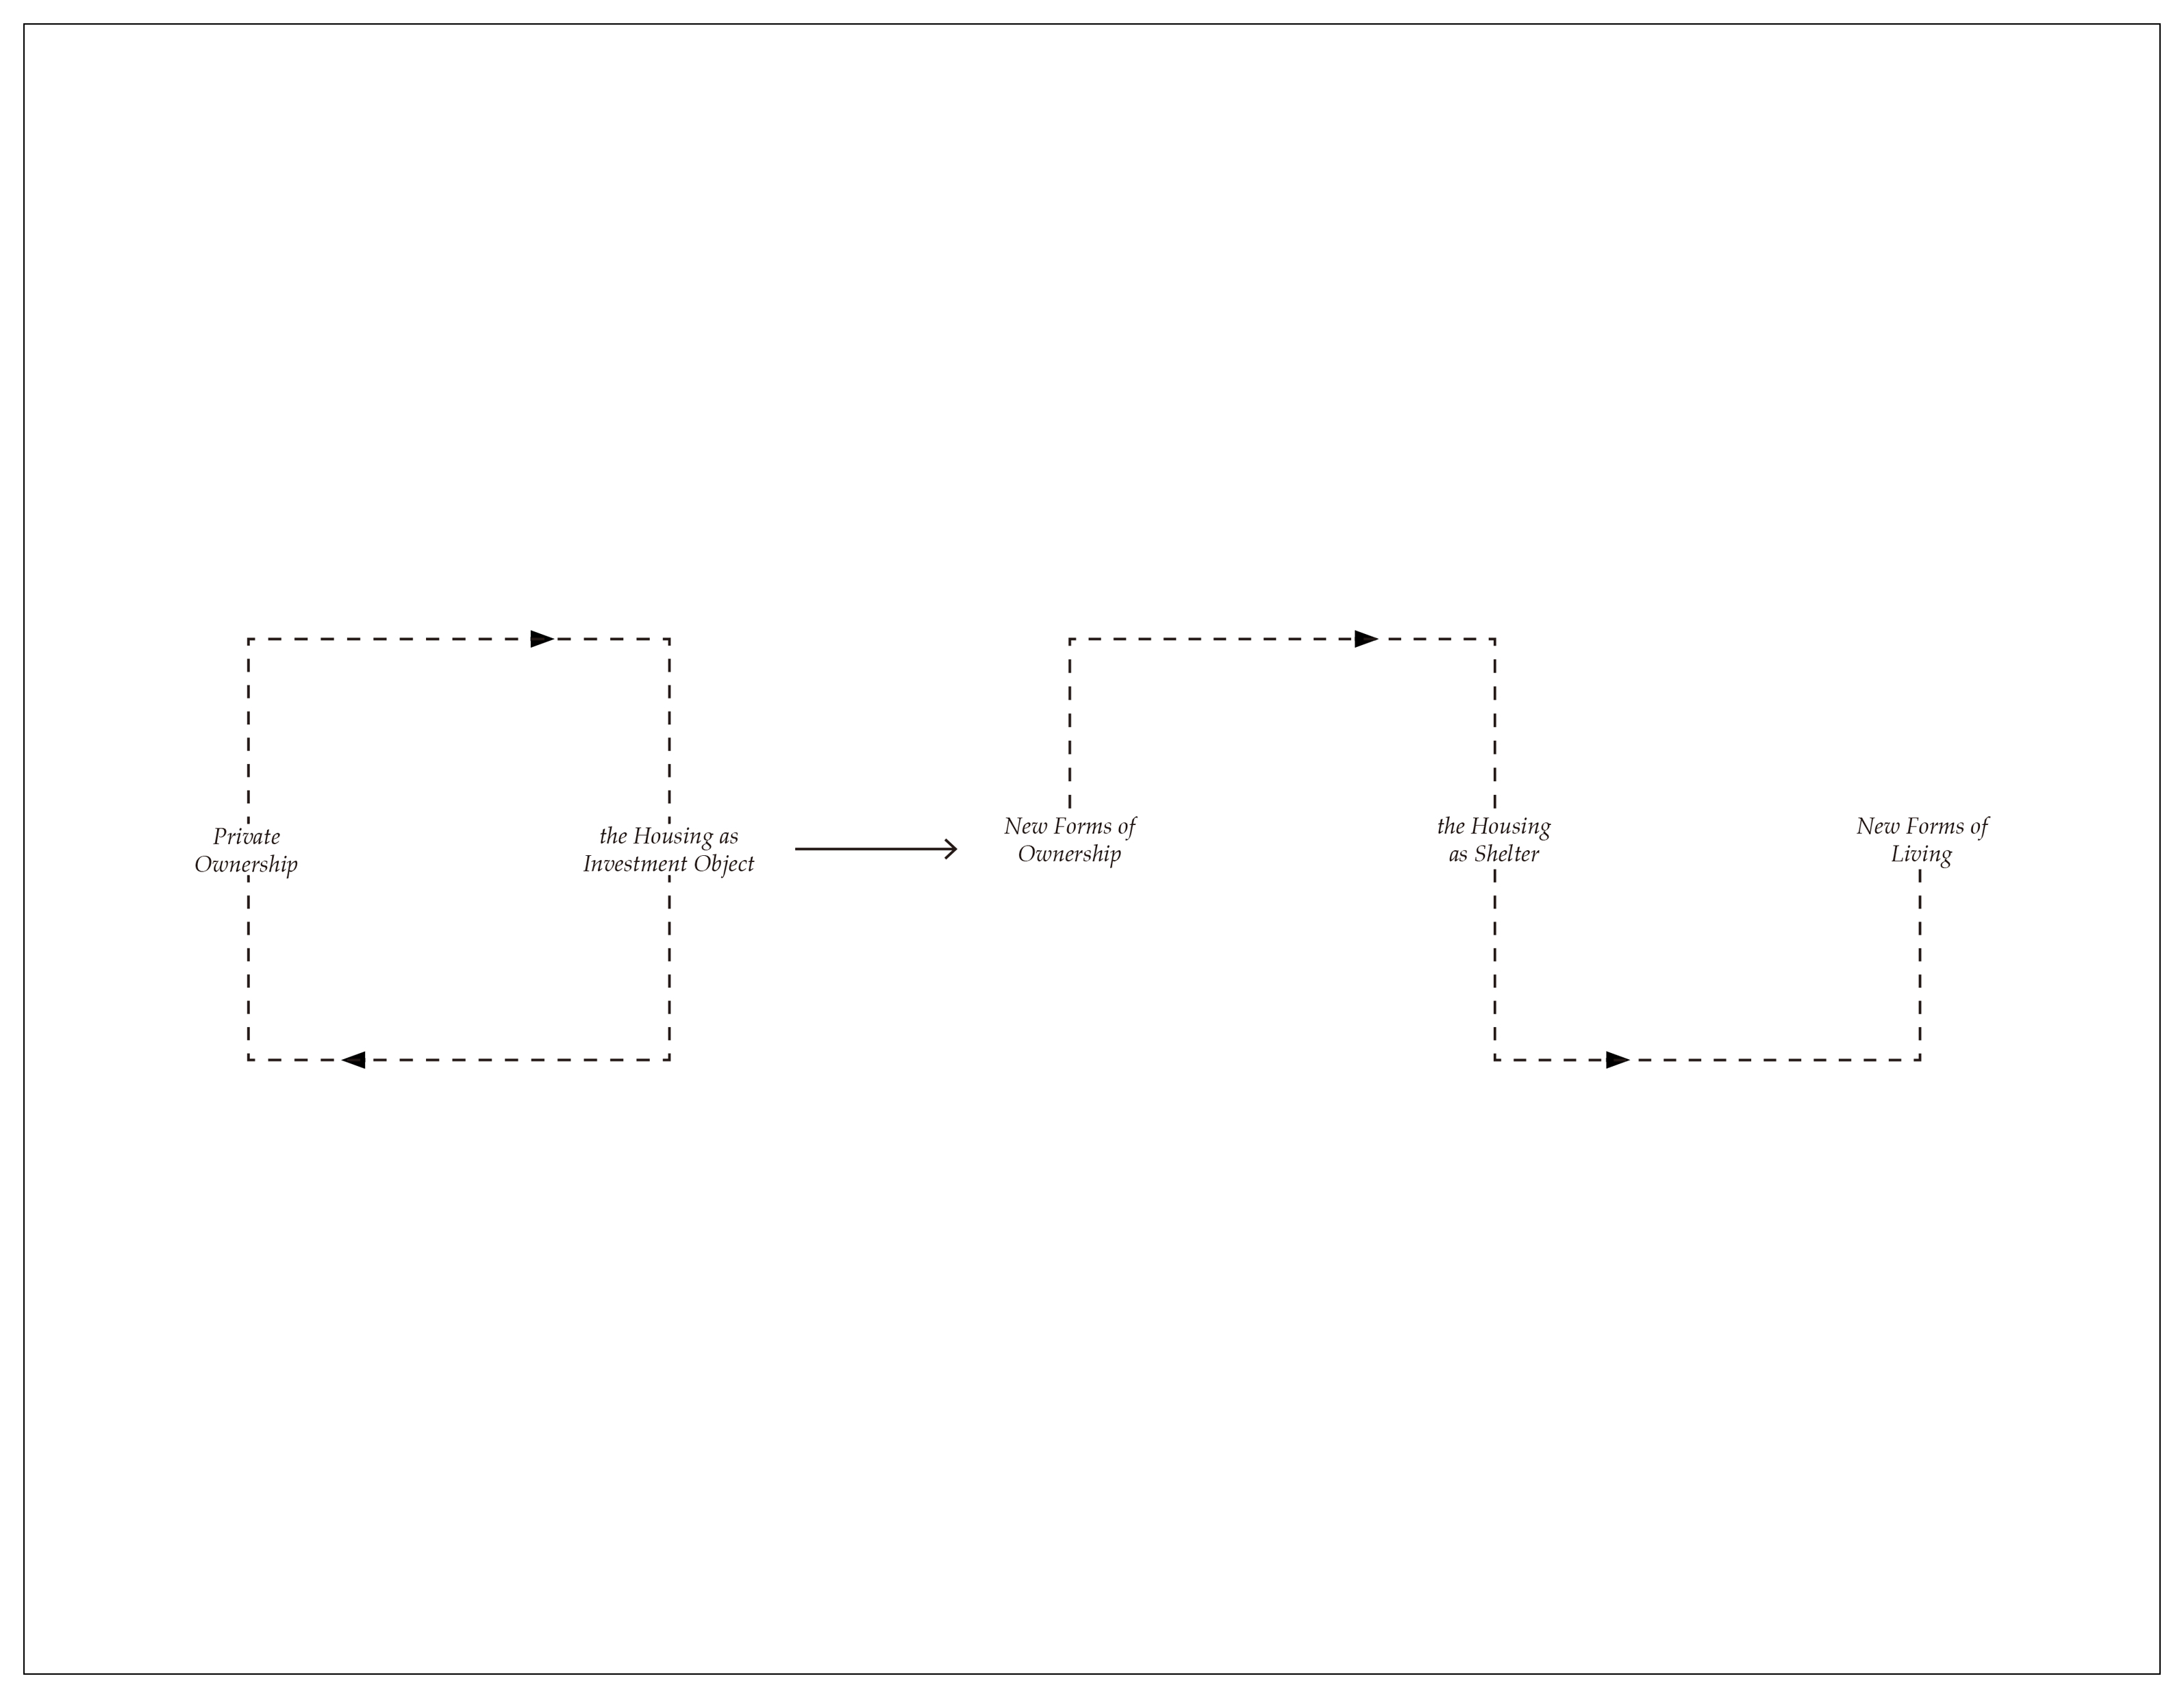 Private
Ownership
the Housing as
Investment Object
New Forms of
Ownership
the Housing
as Shelter
New Forms of
Living